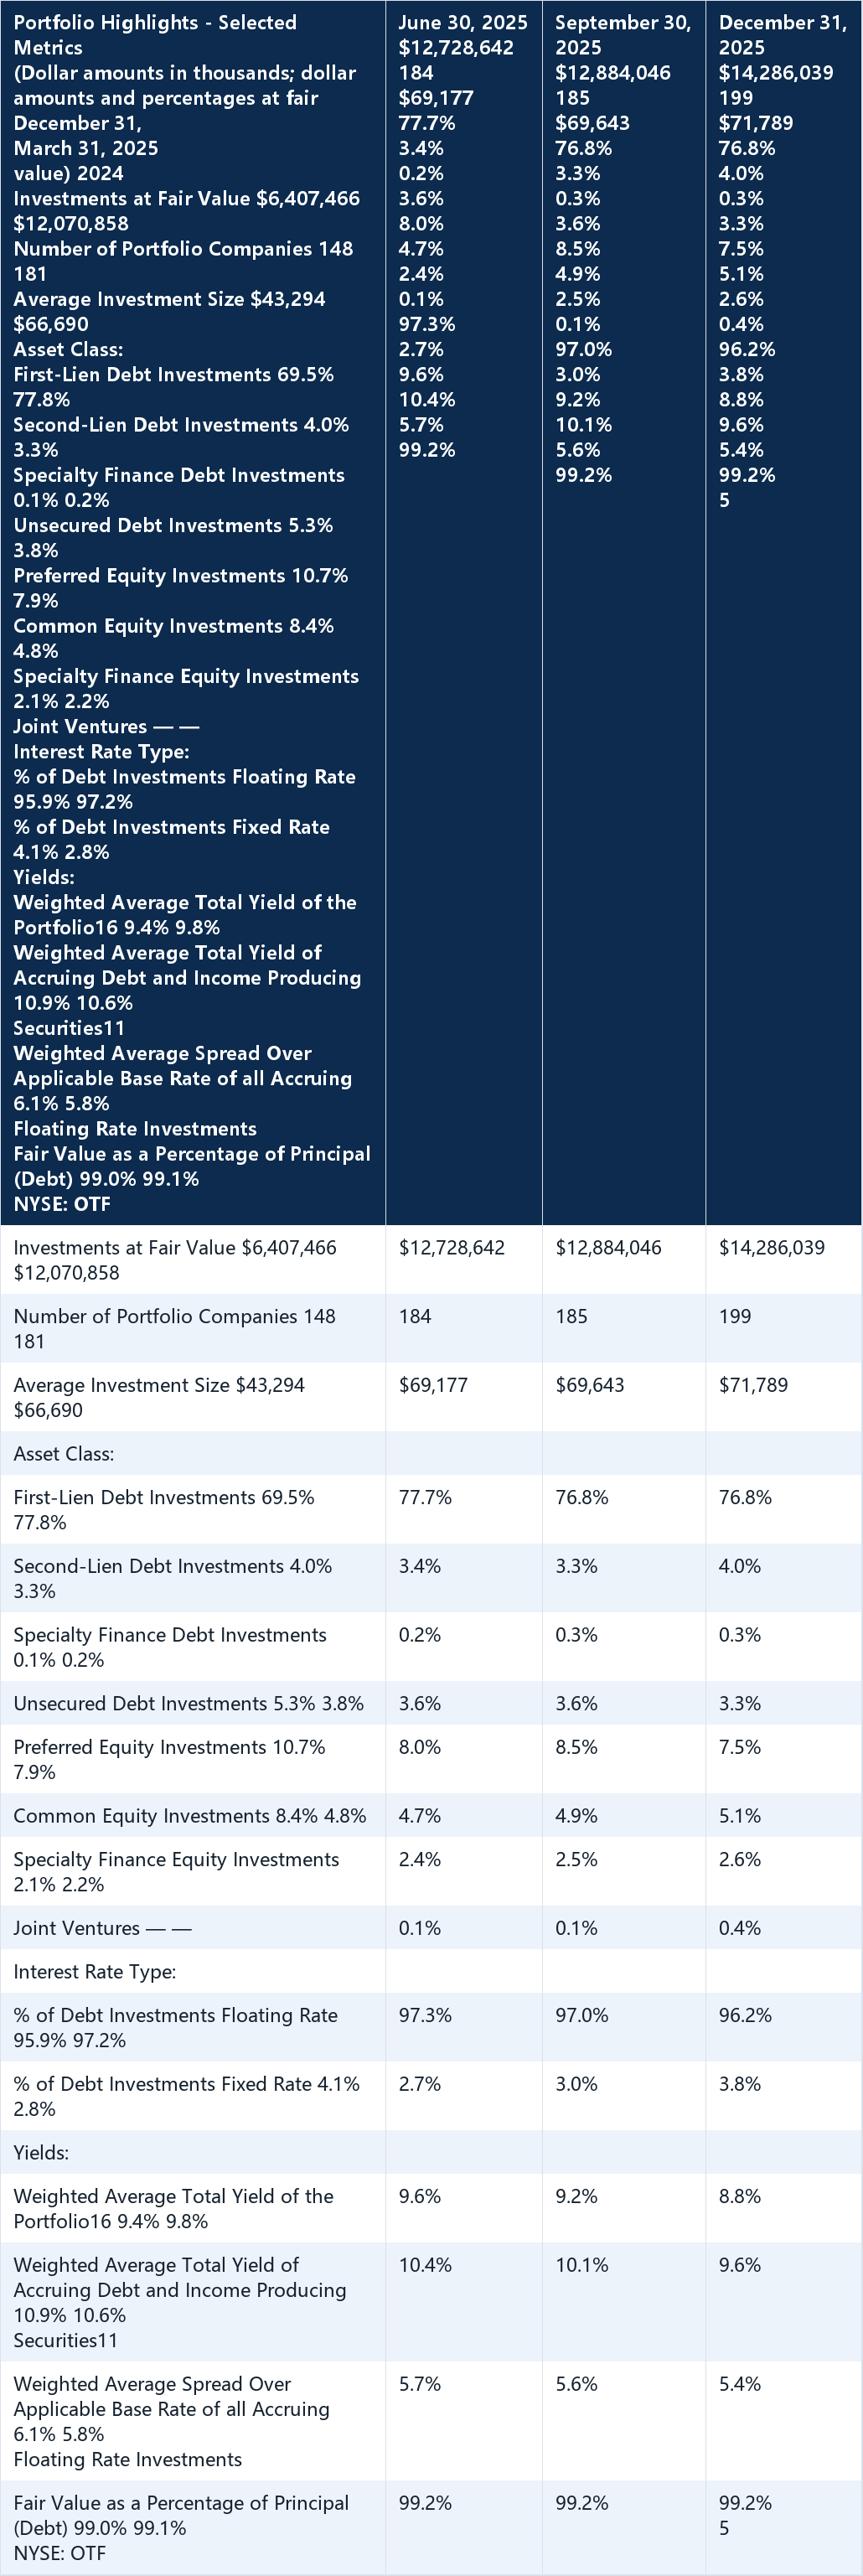 Portfolio Highlights - Selected
Metrics
(Dollar amounts in thousands; dollar
amounts and percentages at fair
December 31,
March 31, 2025
value) 2024
Investments at Fair Value $6,407,466
$12,070,858
Number of Portfolio Companies 148
181
Average Investment Size $43,294
$66,690
Asset Class:
First-Lien Debt Investments 69.5%
77.8%
Second-Lien Debt Investments 4.0%
3.3%
Specialty Finance Debt Investments
0.1% 0.2%
Unsecured Debt Investments 5.3%
3.8%
Preferred Equity Investments 10.7%
7.9%
Common Equity Investments 8.4%
4.8%
Specialty Finance Equity Investments
2.1% 2.2%
Joint Ventures — —
Interest Rate Type:
% of Debt Investments Floating Rate
95.9% 97.2%
% of Debt Investments Fixed Rate
4.1% 2.8%
Yields:
Weighted Average Total Yield of the
Portfolio16 9.4% 9.8%
Weighted Average Total Yield of
Accruing Debt and Income Producing
10.9% 10.6%
Securities11
Weighted Average Spread Over
Applicable Base Rate of all Accruing
6.1% 5.8%
Floating Rate Investments
Fair Value as a Percentage of Principal
(Debt) 99.0% 99.1%
NYSE: OTF
June 30, 2025
$12,728,642
184
$69,177
77.7%
3.4%
0.2%
3.6%
8.0%
4.7%
2.4%
0.1%
97.3%
2.7%
9.6%
10.4%
5.7%
99.2%
September 30,
2025
$12,884,046
185
$69,643
76.8%
3.3%
0.3%
3.6%
8.5%
4.9%
2.5%
0.1%
97.0%
3.0%
9.2%
10.1%
5.6%
99.2%
December 31,
2025
$14,286,039
199
$71,789
76.8%
4.0%
0.3%
3.3%
7.5%
5.1%
2.6%
0.4%
96.2%
3.8%
8.8%
9.6%
5.4%
99.2%
5
Investments at Fair Value $6,407,466 $12,728,642 $12,884,046 $14,286,039
$12,070,858
Number of Portfolio Companies 148 184 185 199
181
Average Investment Size $43,294 $69,177 $69,643 $71,789
$66,690
Asset Class:
First-Lien Debt Investments 69.5% 77.7% 76.8% 76.8%
77.8%
Second-Lien Debt Investments 4.0% 3.4% 3.3% 4.0%
3.3%
Specialty Finance Debt Investments 0.2% 0.3% 0.3%
0.1% 0.2%
Unsecured Debt Investments 5.3% 3.8% 3.6% 3.6% 3.3%
Preferred Equity Investments 10.7% 8.0% 8.5% 7.5%
7.9%
Common Equity Investments 8.4% 4.8% 4.7% 4.9% 5.1%
Specialty Finance Equity Investments 2.4% 2.5% 2.6%
2.1% 2.2%
Joint Ventures — — 0.1% 0.1% 0.4%
Interest Rate Type:
% of Debt Investments Floating Rate 97.3% 97.0% 96.2%
95.9% 97.2%
% of Debt Investments Fixed Rate 4.1% 2.7% 3.0% 3.8%
2.8%
Yields:
Weighted Average Total Yield of the 9.6% 9.2% 8.8%
Portfolio16 9.4% 9.8%
Weighted Average Total Yield of 10.4% 10.1% 9.6%
Accruing Debt and Income Producing
10.9% 10.6%
Securities11
Weighted Average Spread Over 5.7% 5.6% 5.4%
Applicable Base Rate of all Accruing
6.1% 5.8%
Floating Rate Investments
Fair Value as a Percentage of Principal 99.2% 99.2% 99.2%
(Debt) 99.0% 99.1% 5
NYSE: OTF